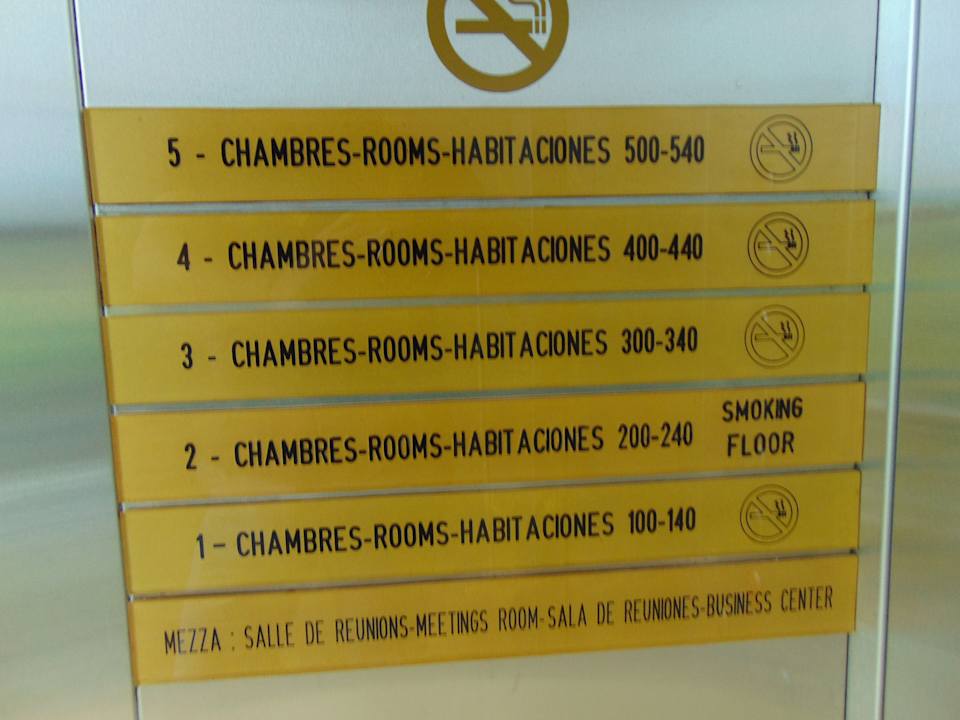 5 - CHAMBRES-ROOMS-HABITACIONES 500-540
4 - CHAMBRES-ROOMS-HABITACIONES 400-440
3 - CHAMBRES-ROOMS-HABITACIONES 300-340
2 - CHAMBRES-ROOMS-HABITACIONES 200-240
SMOKING
FLOOR
1 - CHAMBRES-ROOMS-HABITACIONES 100-140
MEZZA : SALLE DE REUNIONS-MEETINGS ROOM-SALA DE REUNIONES-BUSINESS CENTER